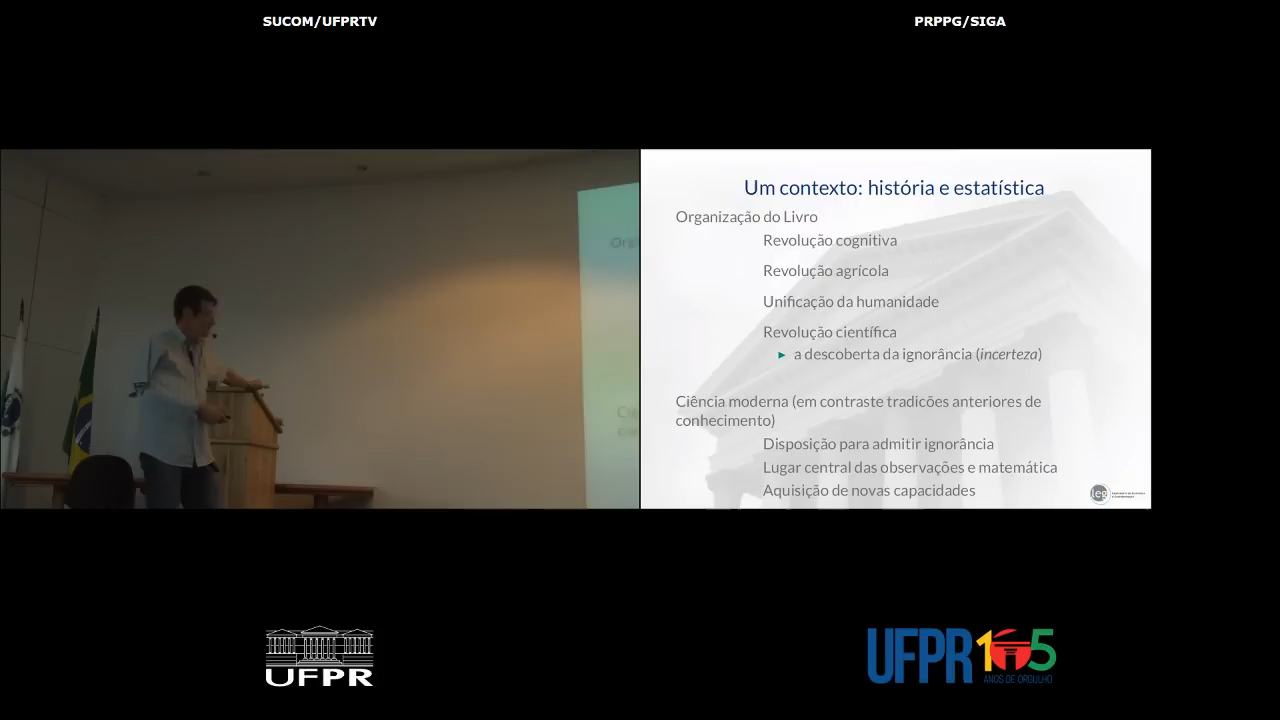 SUCOM/UFPRTV
PRPPG/SIGA
Um contexto: história e estatística
Organização do Livro
Revolução cognitiva
Revolução agrícola
Unificação da humanidade
Revolução científica
► a descoberta da ignorância (incerteza)
Ciência moderna (em contraste tradicões anteriores de
conhecimento)
Disposição para admitir ignorância
Lugar central das observações e matemática
Aquisição de novas capacidades
leg
UFPR
UFPR 105
ANOS DE ORGULHO